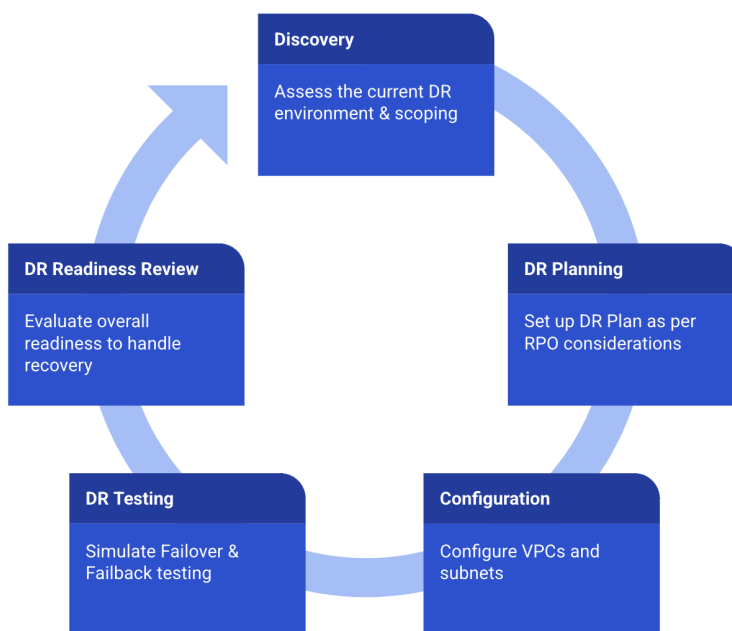 Discovery
Assess the current DR
environment & scoping
DR Planning
Set up DR Plan as per
RPO considerations
Configuration
Configure VPCs and
subnets
DR Testing
Simulate Failover &
Failback testing
DR Readiness Review
Evaluate overall
readiness to handle
recovery